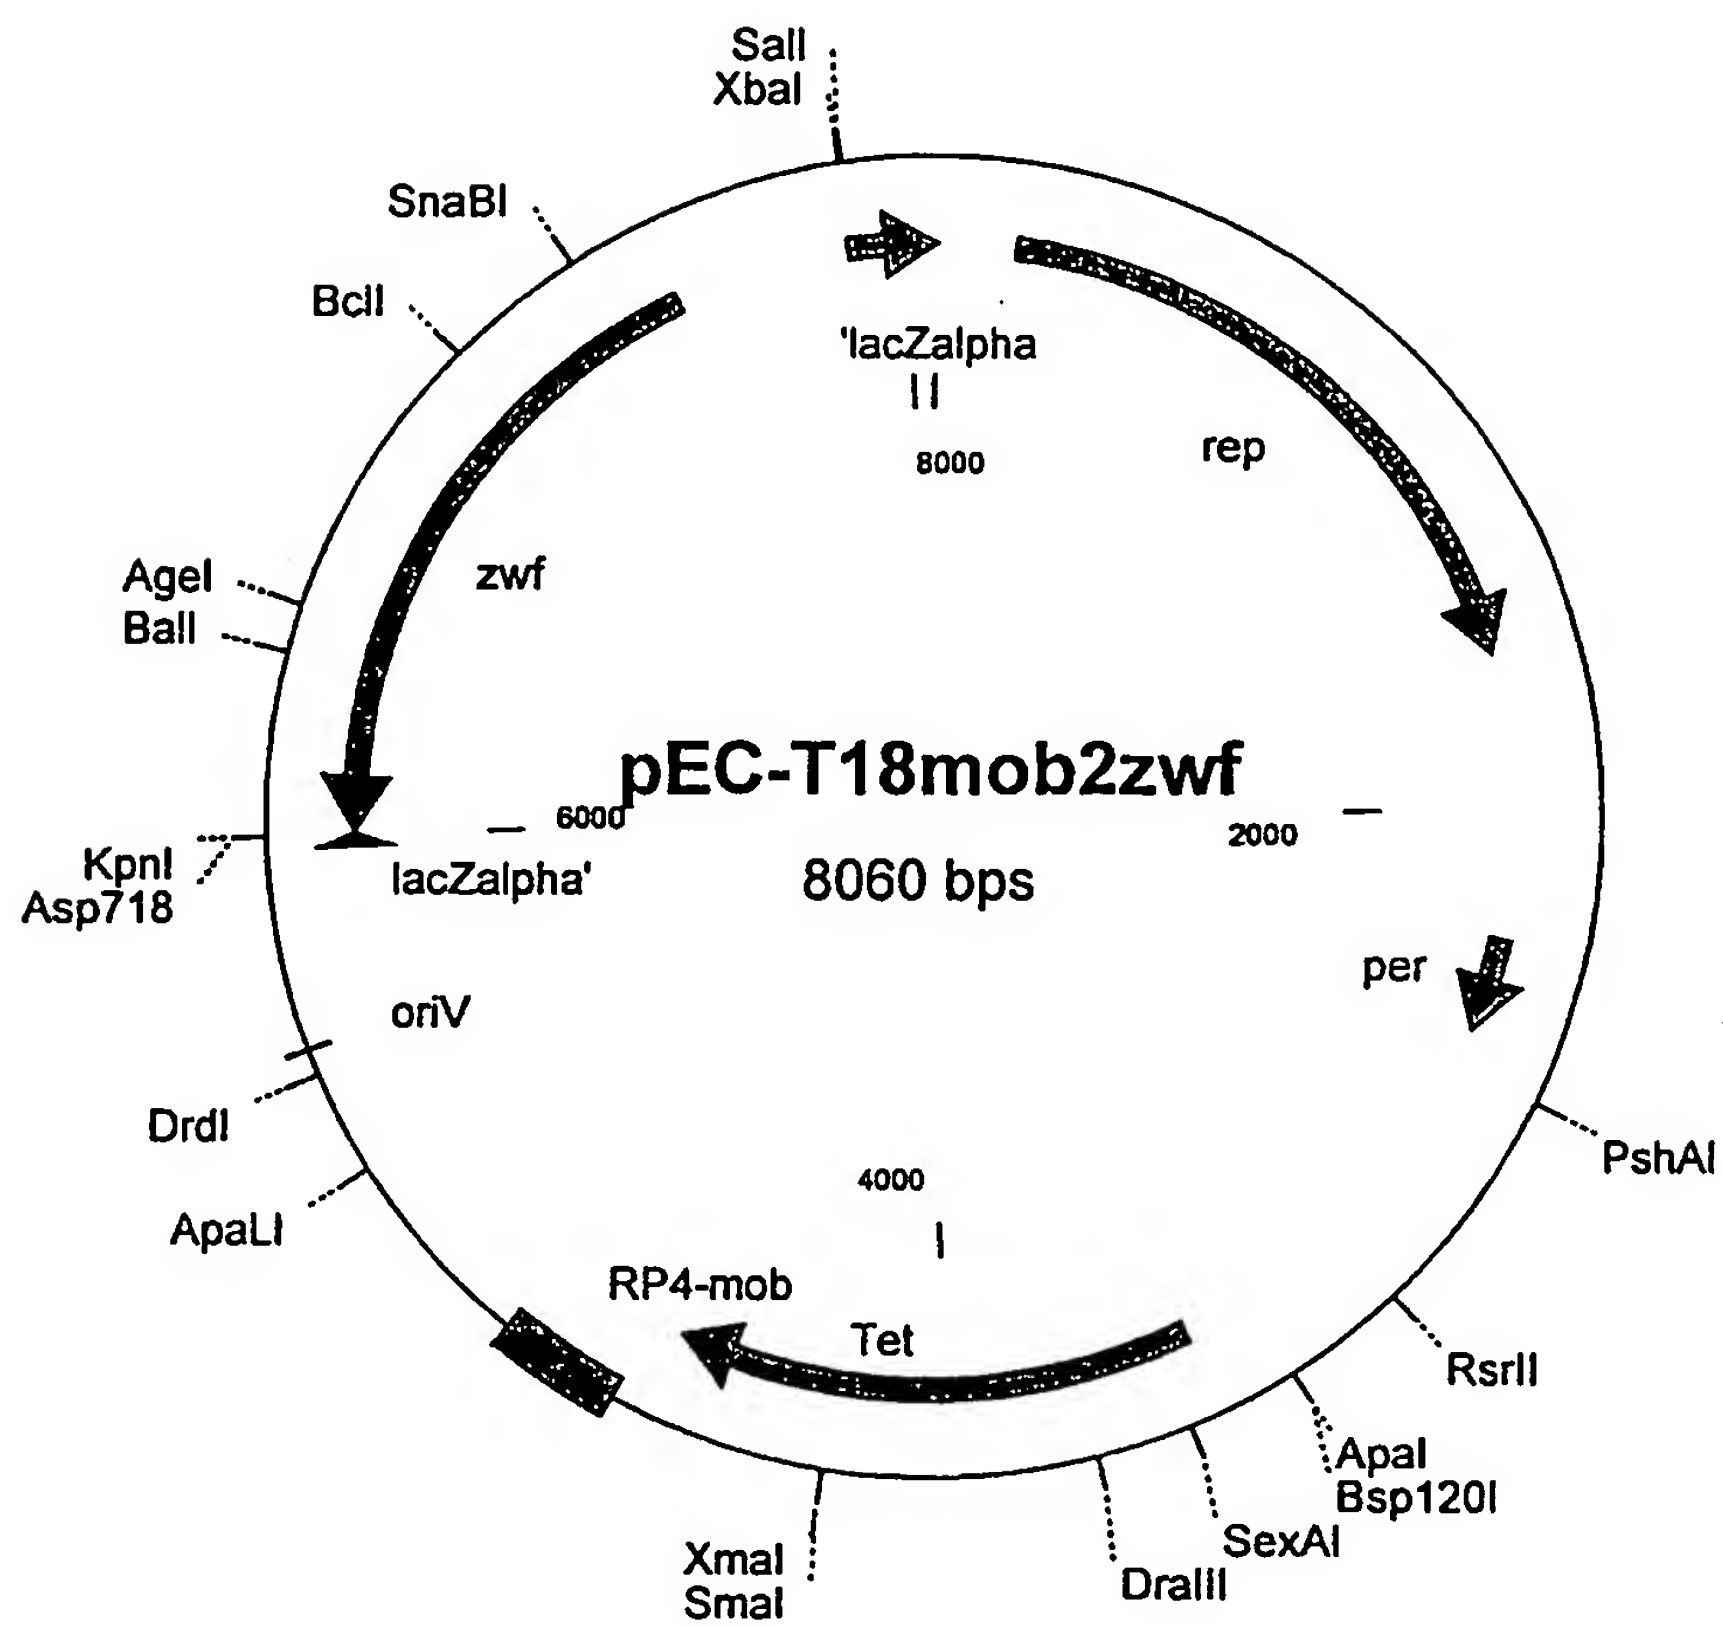 SalI
XbaI
SnaBI
BclI
'lacZalpha
8000
rep
AgeI
BalI
zwf
pEC-T18mob2zwf
6000
2000
KpnI
Asp718
lacZalpha'
8060 bps
per
oriV
DrdI
PshAI
4000
ApaLI
RP4-mob
Tet
RsrII
ApaI
Bsp120I
SexAI
XmaI
SmaI
DraIII